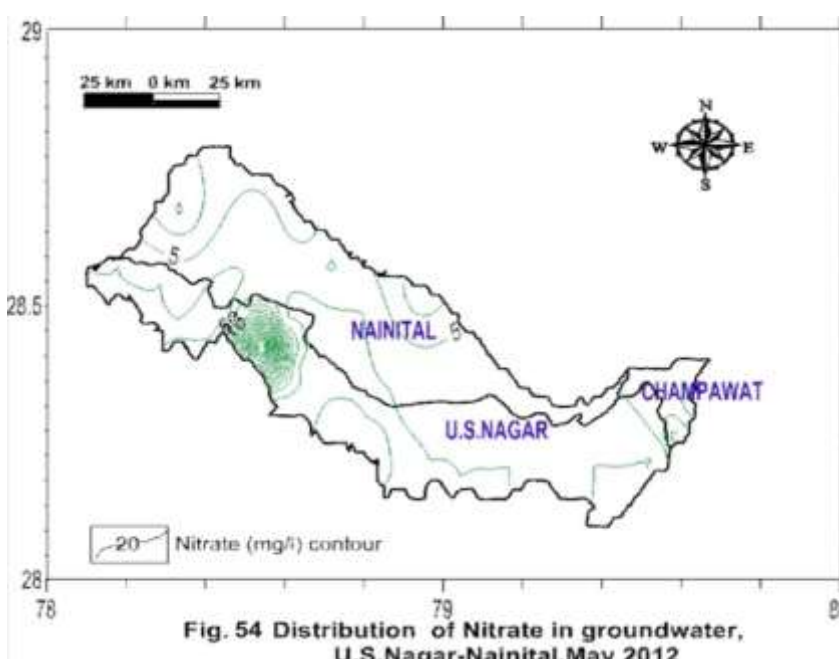 29
25 km 0 km 25 km
N
W E
S
5
28.5
NAINITAL
5
CHAMPAWAT
U.S.NAGAR
20 Nitrate (mg/l) contour
28
78 79 8
Fig. 54 Distribution of Nitrate in groundwater,
U.S.Nagar-Nainital May 2012